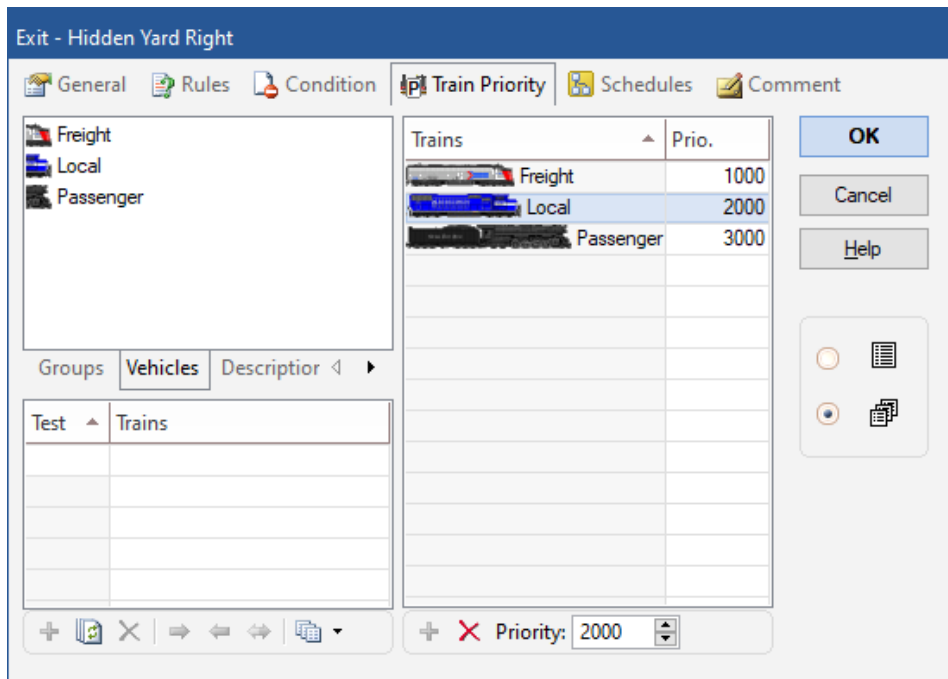 Exit - Hidden Yard Right
General Rules Condition Train Priority Schedules Comment
Freight
Local
Passenger
Groups Vehicles Descriptior
Test Trains
Trains Prio.
Freight 1000
Local 2000
Passenger 3000
Priority: 2000
OK
Cancel
Help